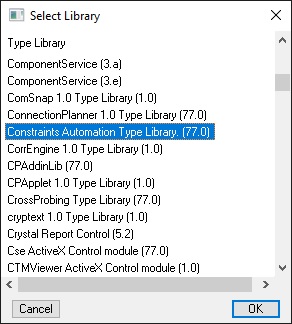 Select Library
Type Library
ComponentService (3.a)
ComponentService (3.e)
ComSnap 1.0 Type Library (1.0)
ConnectionPlanner 1.0 Type Library (77.0)
Constraints Automation Type Library. (77.0)
CorrEngine 1.0 Type Library (1.0)
CPAddinLib (77.0)
CPApplet 1.0 Type Library (1.0)
CrossProbing Type Library (77.0)
cryptext 1.0 Type Library (1.0)
Crystal Report Control (5.2)
Cse ActiveX Control module (77.0)
CTMViewer ActiveX Control module (1.0)
Cancel OK